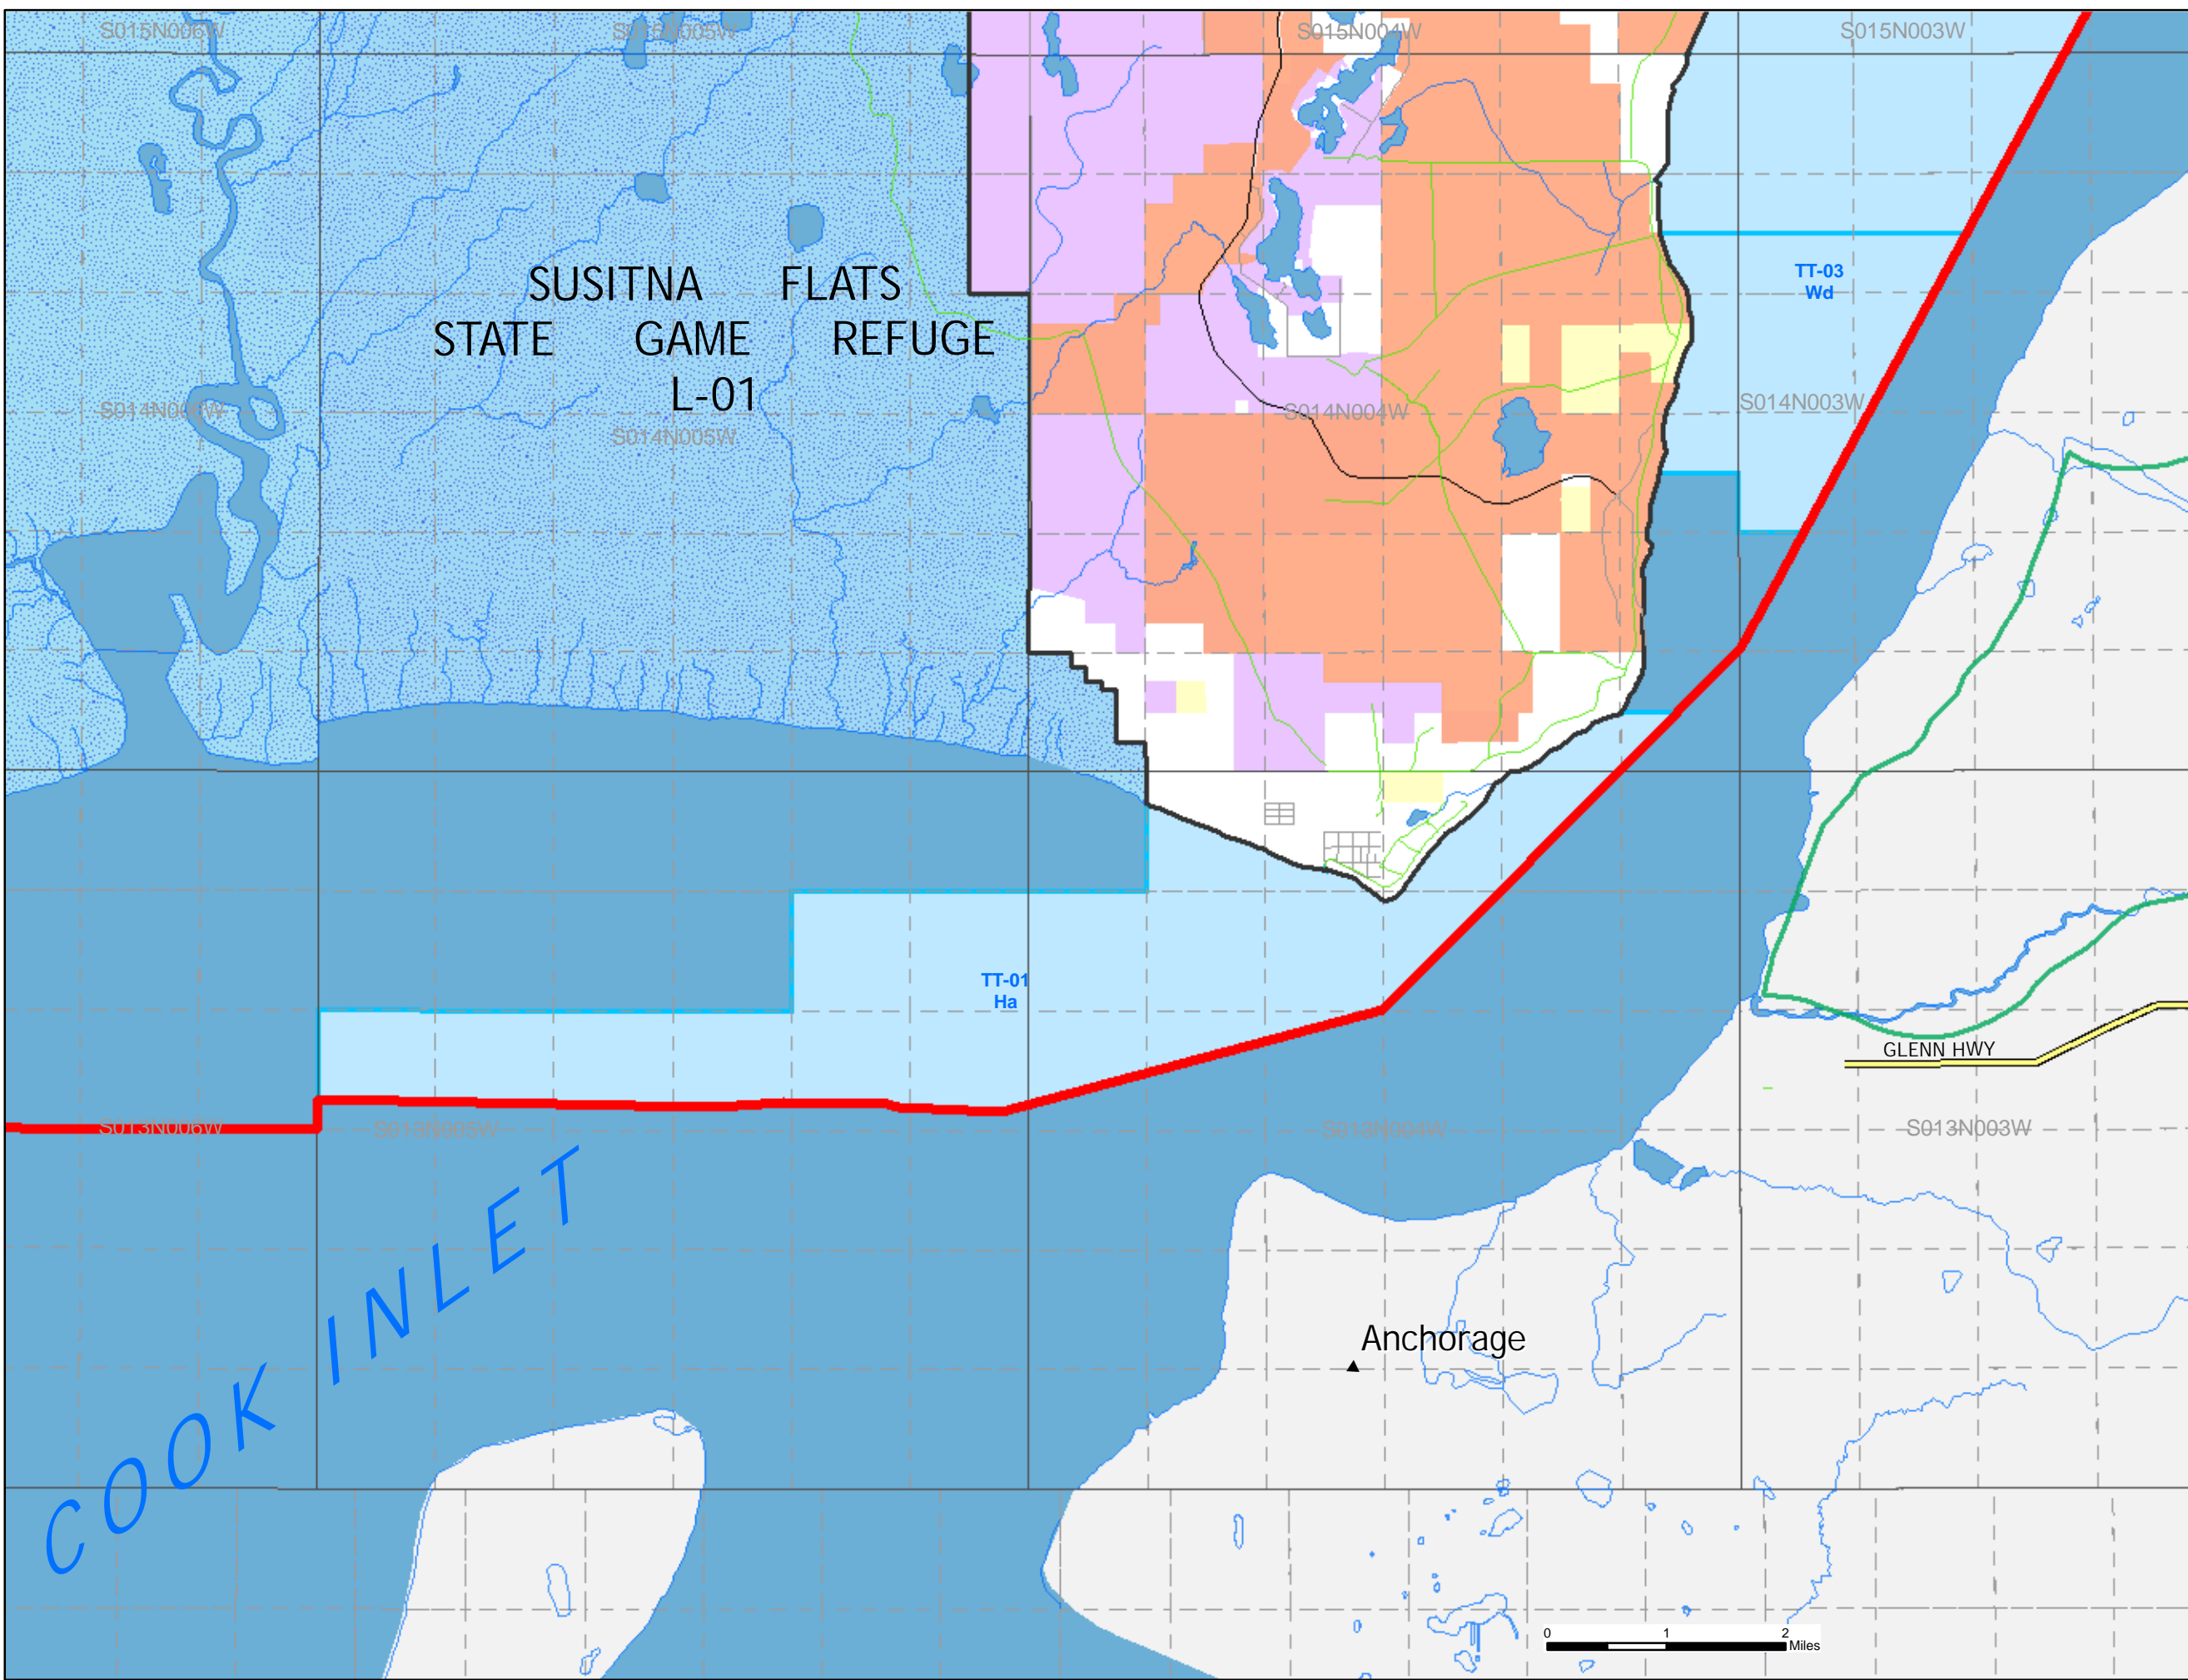 S015N006W
S015N005W
S015N004W
S015N003W
TT-03
Wd
SUSITNA FLATS
STATE GAME REFUGE
L-01
S014N006W
S014N005W
S014N004W
S014N003W
TT-01
Ha
GLENN HWY
S013N006W
S013N005W
S013N004W
S013N003W
COOK INLET
Anchorage
0 1 2
Miles